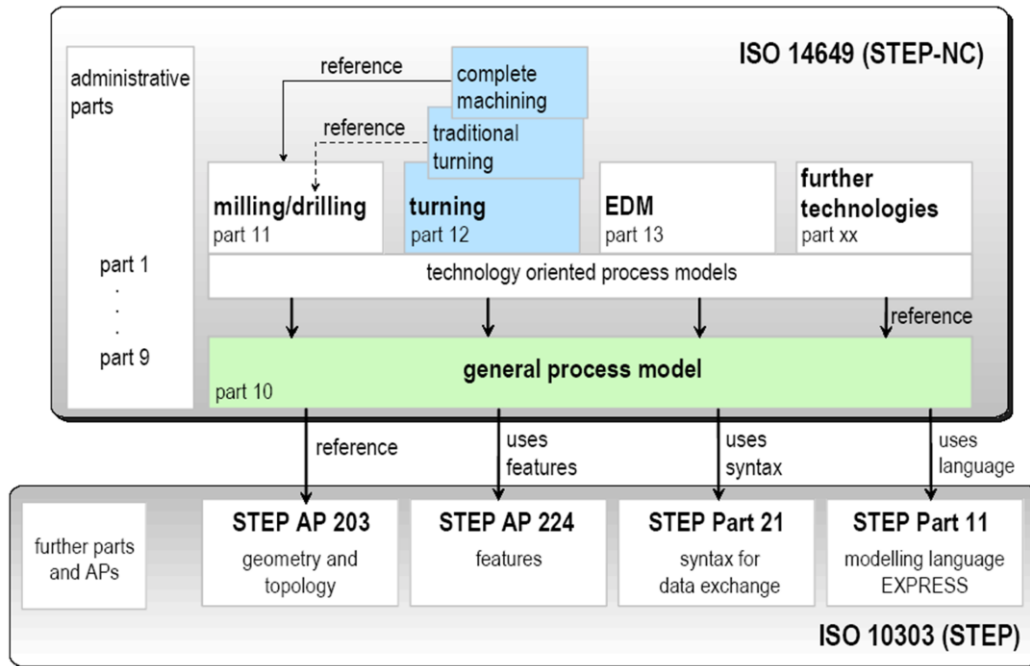 ISO 14649 (STEP-NC)
administrative
parts
part 1
.
.
.
part 9
reference
complete
machining
reference
traditional
turning
milling/drilling
part 11
turning
part 12
EDM
part 13
further
technologies
part xx
technology oriented process models
reference
general process model
part 10
reference
uses
features
uses
syntax
uses
language
further parts
and APs
STEP AP 203
geometry and
topology
STEP AP 224
features
STEP Part 21
syntax for
data exchange
STEP Part 11
modelling language
EXPRESS
ISO 10303 (STEP)